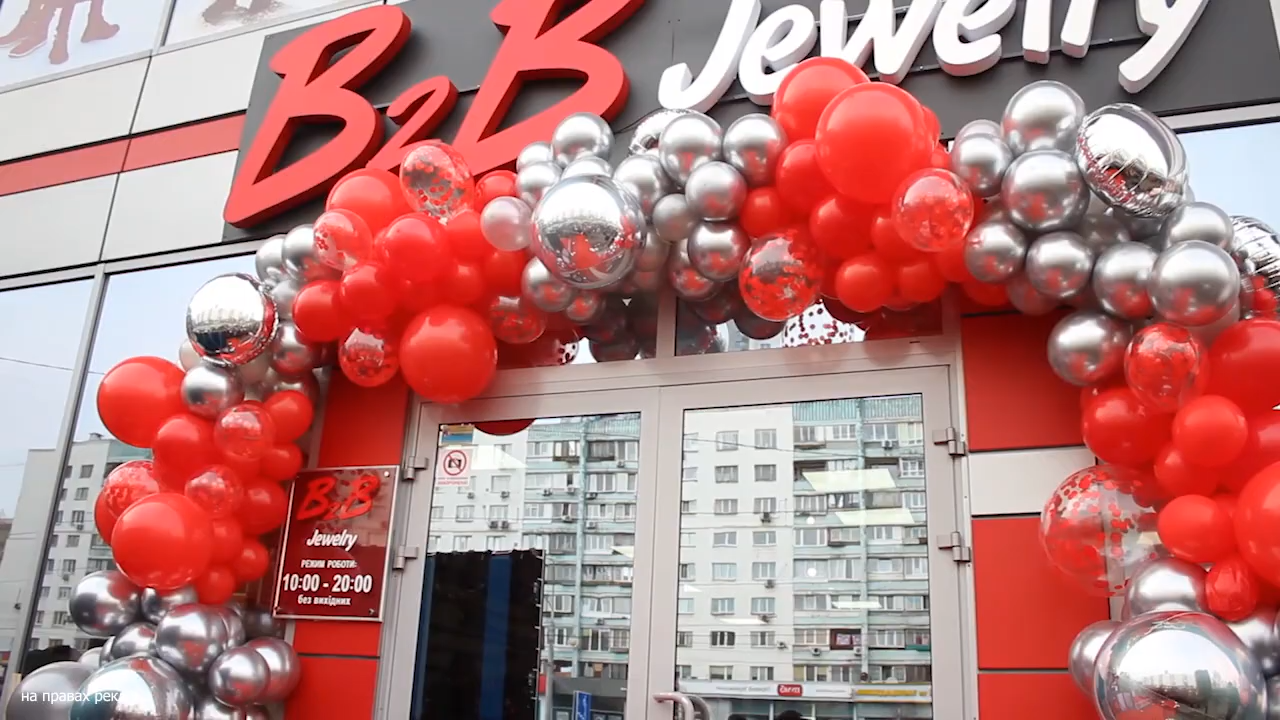 B2B Jewelry
B2B
Jewelry
РЕЖИМ РОБОТИ:
10:00 - 20:00
без вихідних
на правах рек